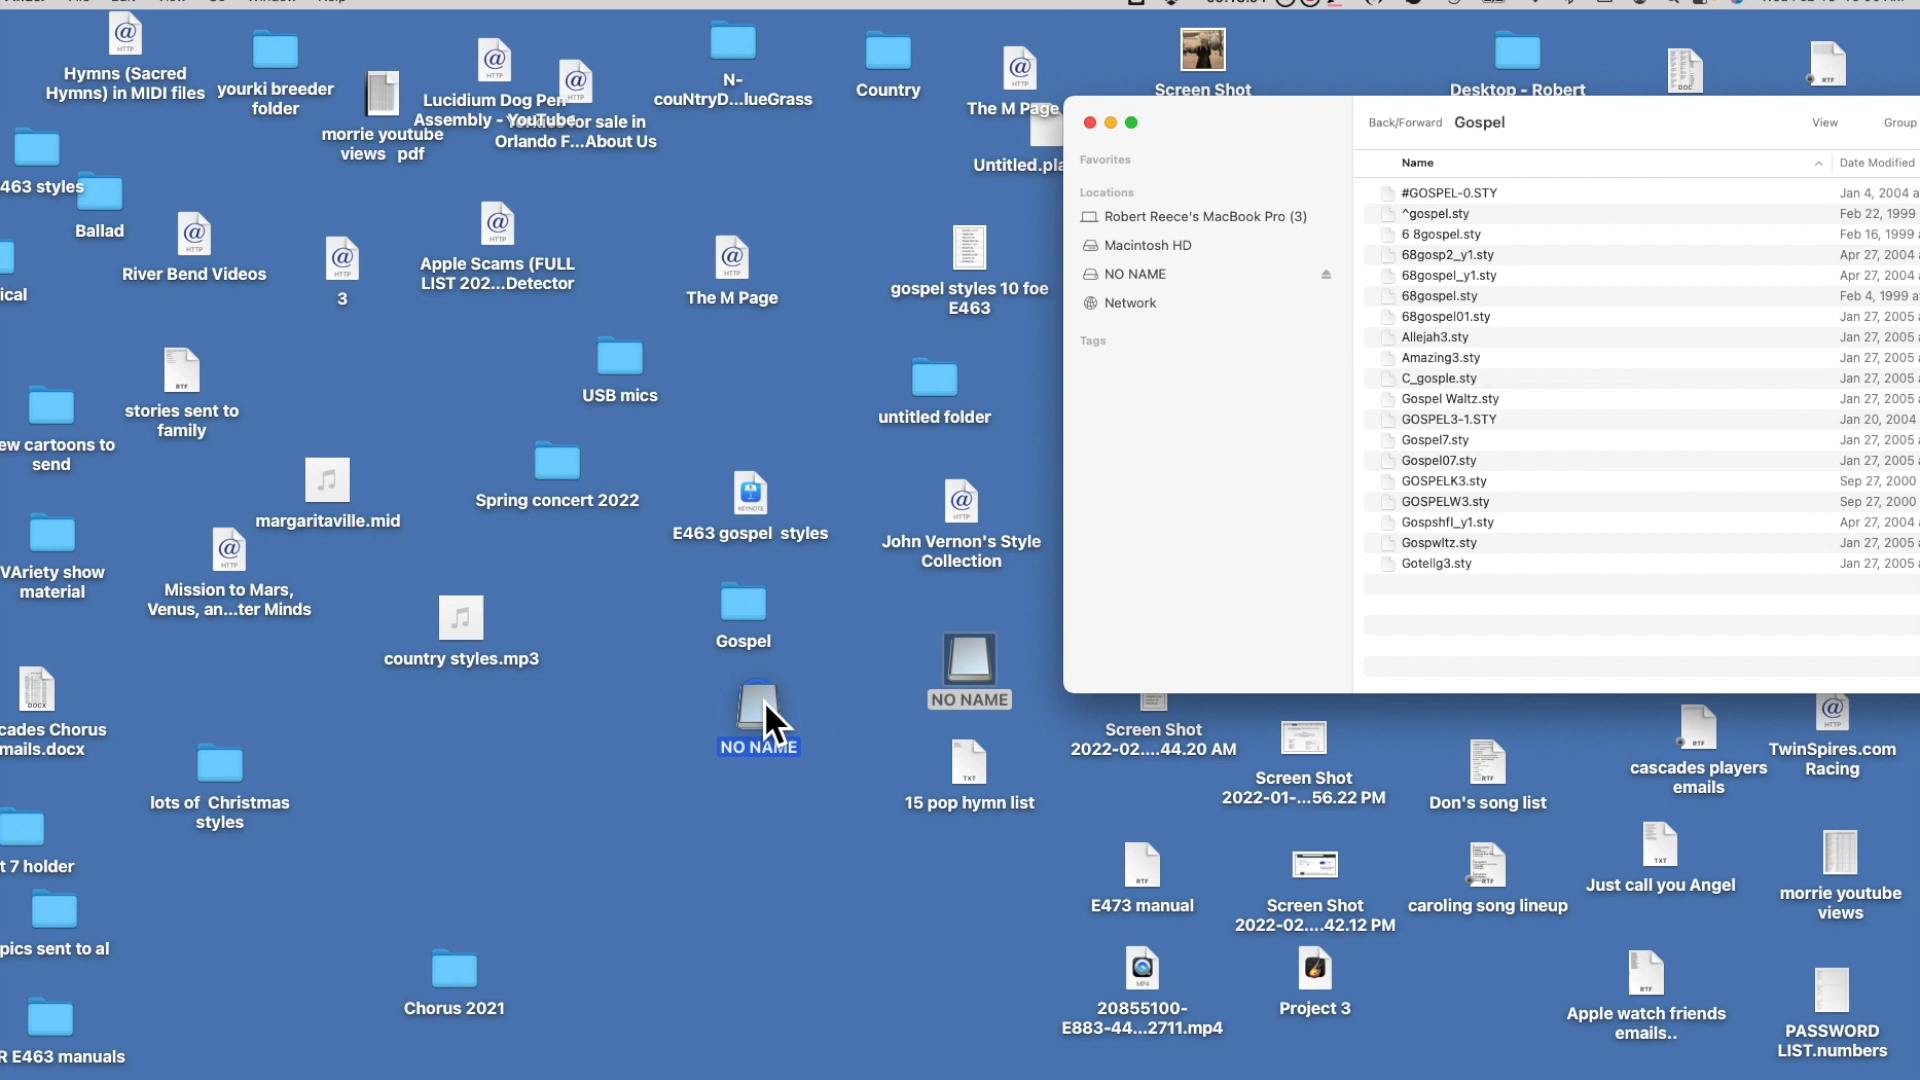 Hymns (Sacred
Hymns) in MIDI files
yourki breeder
folder
morrie youtube
views pdf
Lucidium Dog Pen
Assembly - YouTube
for sale in
Orlando F...About Us
N-
couNtryD...lueGrass
Country
The M Page
Untitled.pla
Screen Shot
Desktop - Robert
463 styles
Ballad
ical
River Bend Videos
3
Apple Scams (FULL
LIST 202...Detector
The M Page
gospel styles 10 foe
E463
stories sent to
family
USB mics
untitled folder
ew cartoons to
send
margaritaville.mid
Spring concert 2022
E463 gospel styles
John Vernon's Style
Collection
VAriety show
material
Mission to Mars,
Venus, an...ter Minds
country styles.mp3
Gospel
NO NAME
NO NAME
cades Chorus
mails.docx
lots of Christmas
styles
15 pop hymn list
t 7 holder
pics sent to al
Chorus 2021
R E463 manuals
Back/Forward Gospel View Group
Favorites
Locations
Robert Reece's MacBook Pro (3)
Macintosh HD
NO NAME
Network
Tags
Name Date Modified
#GOSPEL-0.STY Jan 4, 2004 a
^gospel.sty Feb 22, 1999
6 8gospel.sty Feb 16, 1999
68gosp2_y1.sty Apr 27, 2004
68gospel_y1.sty Apr 27, 2004
68gospel.sty Feb 4, 1999 a
68gospel01.sty Jan 27, 2005
Allejah3.sty Jan 27, 2005
Amazing3.sty Jan 27, 2005
C_gosple.sty Jan 27, 2005
Gospel Waltz.sty Jan 27, 2005
GOSPEL3-1.STY Jan 20, 2004
Gospel7.sty Jan 27, 2005
Gospel07.sty Jan 27, 2005
GOSPELK3.sty Sep 27, 2000
GOSPELW3.sty Sep 27, 2000
Gospshfl_y1.sty Apr 27, 2004
Gospwltz.sty Jan 27, 2005
Gotellg3.sty Jan 27, 2005
Screen Shot
2022-02....44.20 AM
Screen Shot
2022-01-...56.22 PM
Don's song list
cascades players
emails
TwinSpires.com
Racing
E473 manual
Screen Shot
2022-02....42.12 PM
caroling song lineup
Just call you Angel
morrie youtube
views
20855100-
E883-44...2711.mp4
Project 3
Apple watch friends
emails..
PASSWORD
LIST.numbers